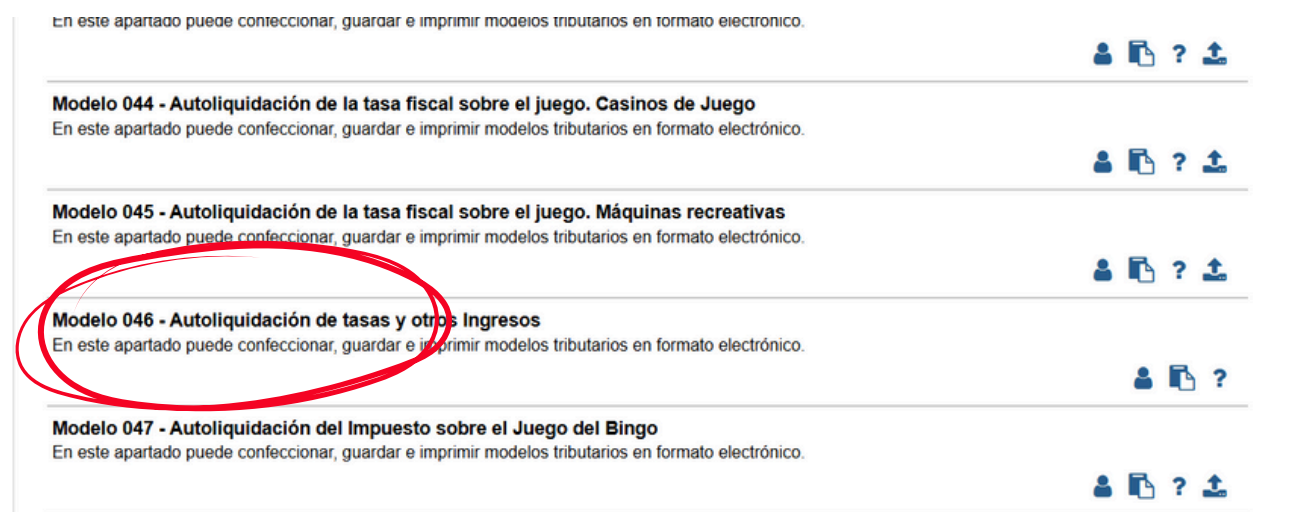 En este apartado puede confeccionar, guardar e imprimir modelos tributarios en formato electrónico.
?
Modelo 044 - Autoliquidación de la tasa fiscal sobre el juego. Casinos de Juego
En este apartado puede confeccionar, guardar e imprimir modelos tributarios en formato electrónico.
?
Modelo 045 - Autoliquidación de la tasa fiscal sobre el juego. Máquinas recreativas
En este apartado puede confeccionar, guardar e imprimir modelos tributarios en formato electrónico.
?
Modelo 046 - Autoliquidación de tasas y otros Ingresos
En este apartado puede confeccionar, guardar e imprimir modelos tributarios en formato electrónico.
?
Modelo 047 - Autoliquidación del Impuesto sobre el Juego del Bingo
En este apartado puede confeccionar, guardar e imprimir modelos tributarios en formato electrónico.
?